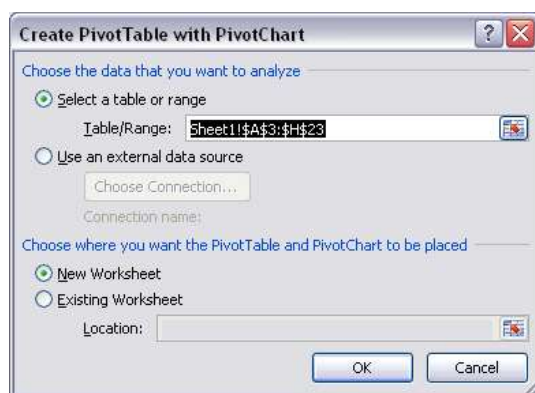 Create PivotTable with PivotChart
Choose the data that you want to analyze
Select a table or range
Table/Range: Sheet1!$A$3:$H$23
Use an external data source
Choose Connection...
Connection name:
Choose where you want the PivotTable and PivotChart to be placed
New Worksheet
Existing Worksheet
Location:
OK Cancel